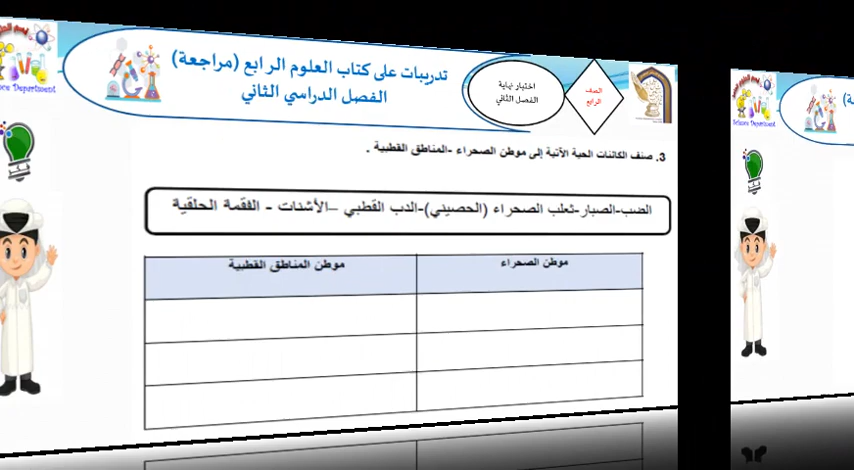 تدريبات على كتاب العلوم الرابع (مراجعة)
الفصل الدراسي الثاني
اختبار نهاية
الفصل الثاني
الصف
الرابع
Science Department
3. صنف الكائنات الحية الآتية إلى موطن الصحراء -المناطق القطبية .
الضب-الصبار-ثعلب الصحراء (الحصيني)-الدب القطبي –الأشنات - الفقمة الحلقية
موطن الصحراء
موطن المناطق القطبية